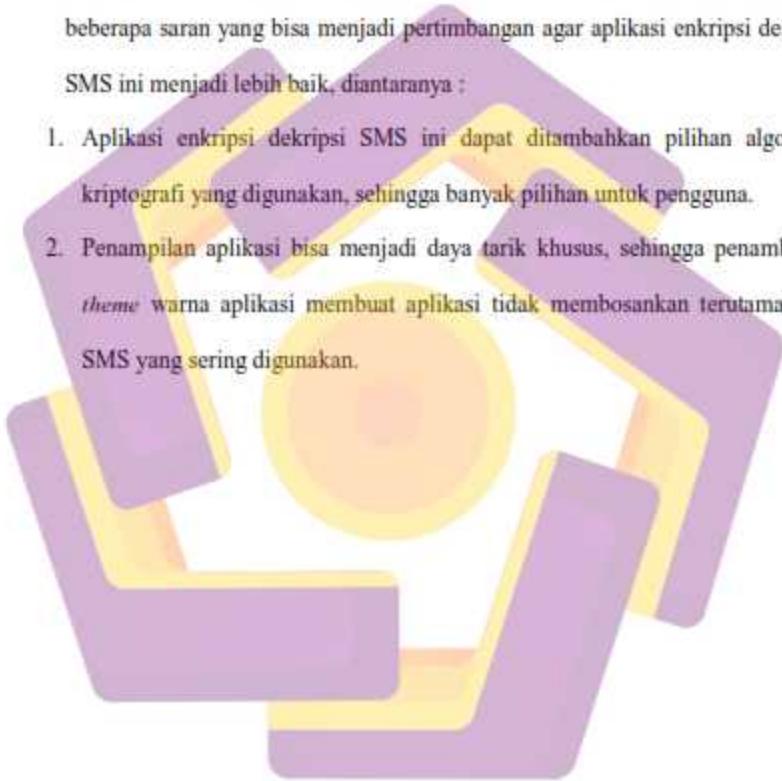 beberapa saran yang bisa menjadi pertimbangan agar aplikasi enkripsi de
SMS ini menjadi lebih baik, diantaranya :
1. Aplikasi enkripsi dekripsi SMS ini dapat ditambahkan pilihan algo
kriptografi yang digunakan, sehingga banyak pilihan untuk pengguna.
2. Penampilan aplikasi bisa menjadi daya tarik khusus, sehingga penaml
theme warna aplikasi membuat aplikasi tidak membosankan terutama
SMS yang sering digunakan.